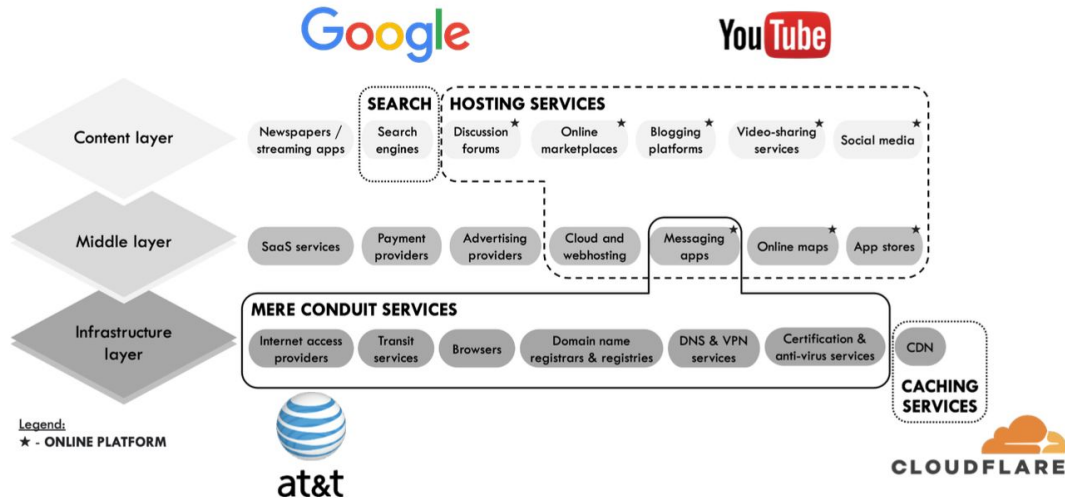 Google
YouTube
SEARCH
HOSTING SERVICES
Content layer
Newspapers /
streaming apps
Search
engines
Discussion
forums
Online
marketplaces
Blogging
platforms
Video-sharing
services
Social media
Middle layer
SaaS services
Payment
providers
Advertising
providers
Cloud and
webhosting
Messaging
apps
Online maps
App stores
MERE CONDUIT SERVICES
Infrastructure
layer
Internet access
providers
Transit
services
Browsers
Domain name
registrars & registries
DNS & VPN
services
Certification &
anti-virus services
CDN
CACHING
SERVICES
Legend:
★ - ONLINE PLATFORM
at&t
CLOUDFLARE